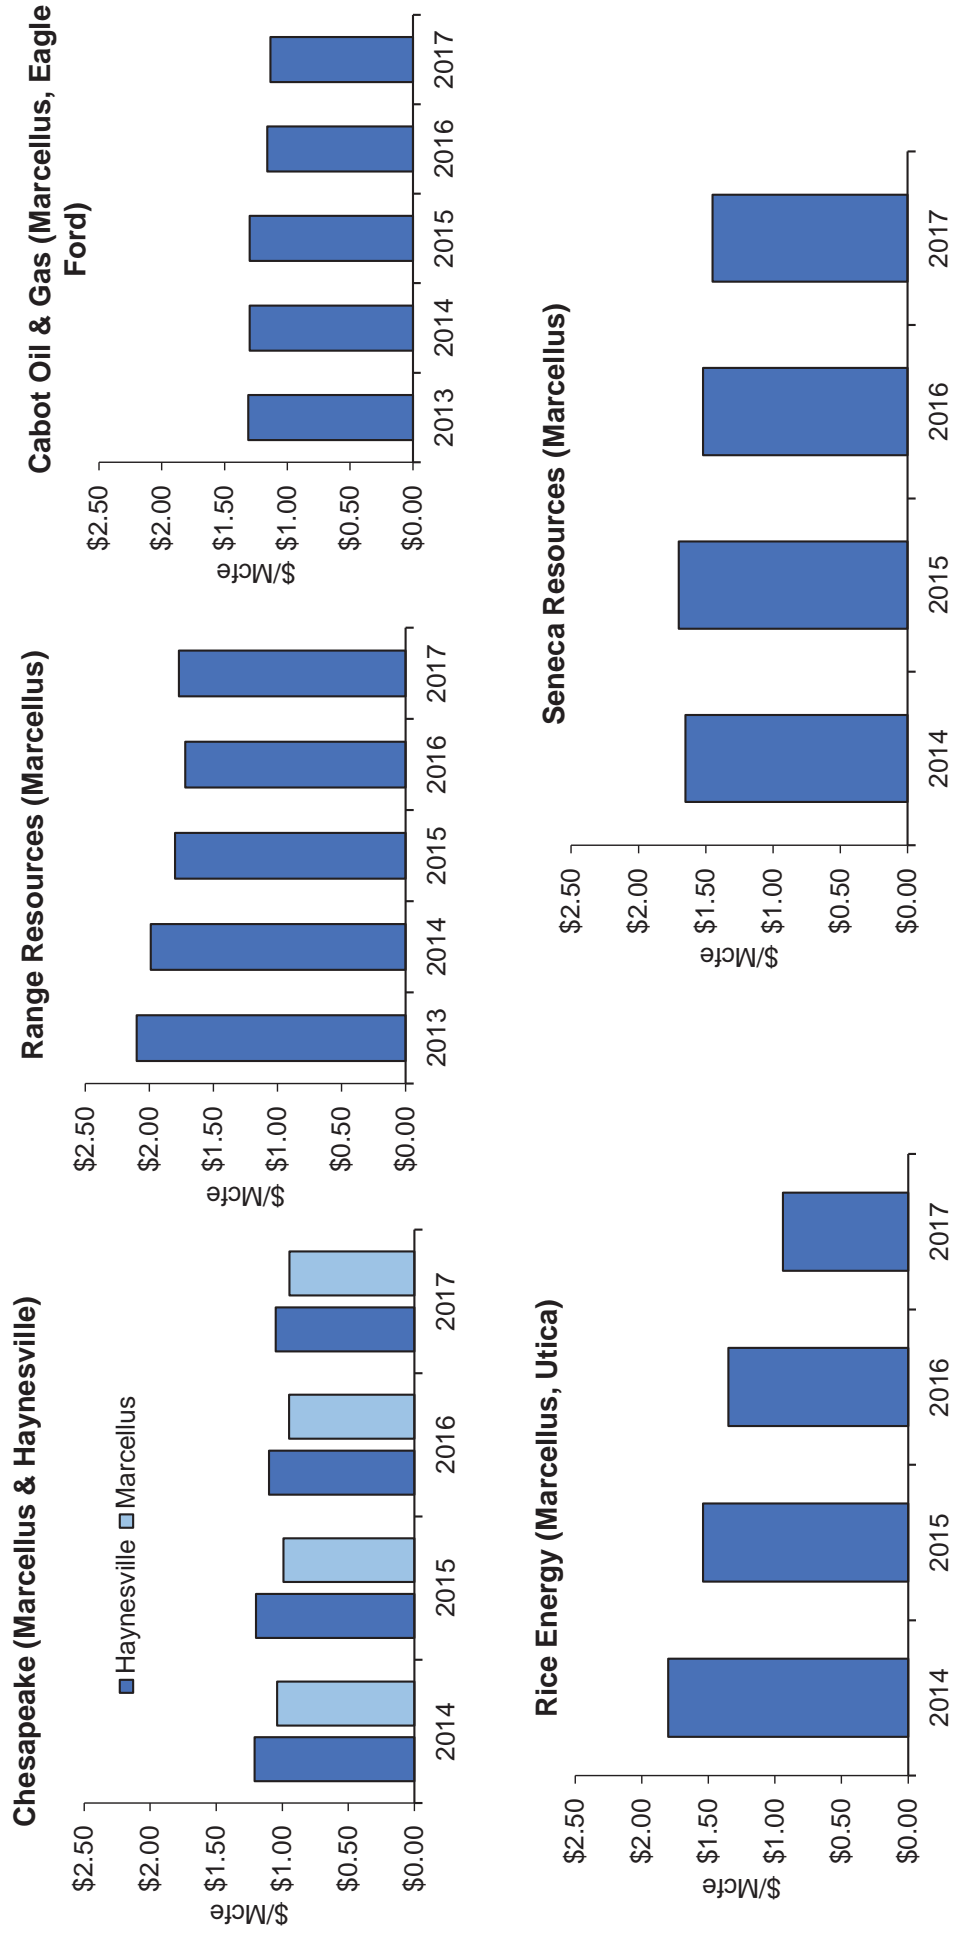 Chesapeake (Marcellus & Haynesville)
Haynesville Marcellus
$2.50
$2.00
$1.50
$1.00
$0.50
$0.00
$/Mcfe
2014 2015 2016 2017
Range Resources (Marcellus)
$2.50
$2.00
$1.50
$1.00
$0.50
$0.00
$/Mcfe
2013 2014 2015 2016 2017
Cabot Oil & Gas (Marcellus, Eagle
Ford)
$2.50
$2.00
$1.50
$1.00
$0.50
$0.00
$/Mcfe
2013 2014 2015 2016 2017
Rice Energy (Marcellus, Utica)
$2.50
$2.00
$1.50
$1.00
$0.50
$0.00
$/Mcfe
2014 2015 2016 2017
Seneca Resources (Marcellus)
$2.50
$2.00
$1.50
$1.00
$0.50
$0.00
$/Mcfe
2014 2015 2016 2017